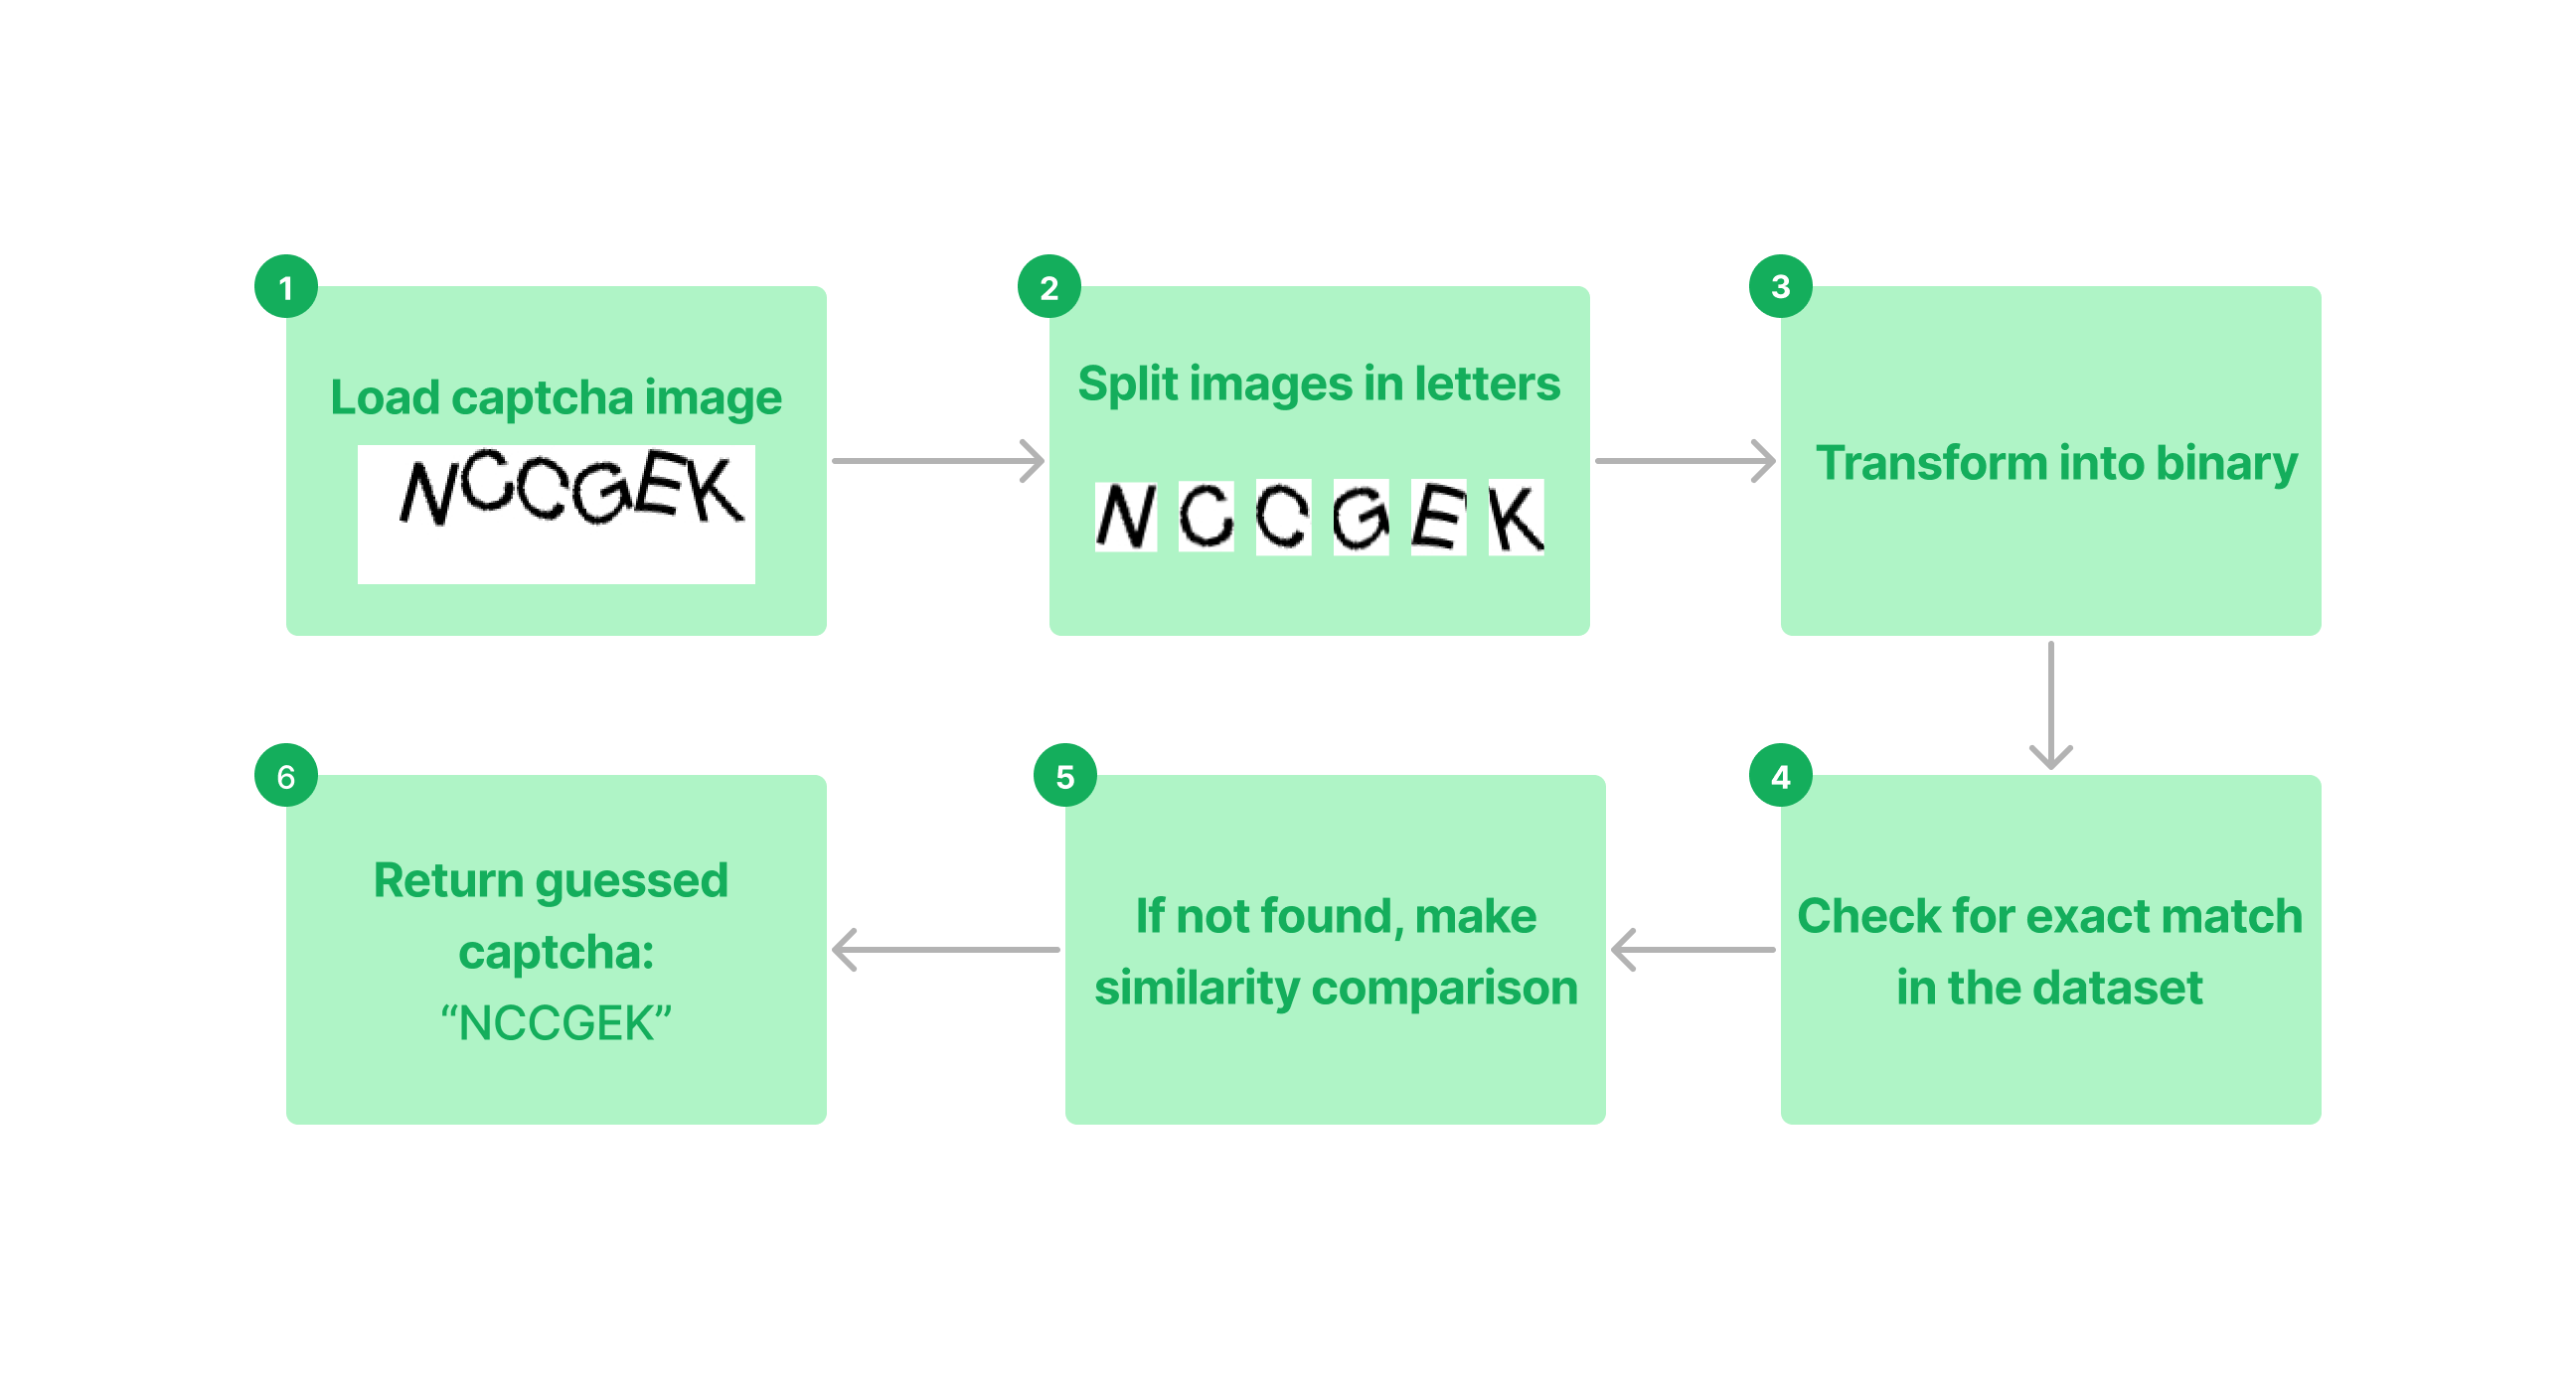 1
Load captcha image
NCCGEK
2
Split images in letters
N C C G E K
3
Transform into binary
4
Check for exact match
in the dataset
5
If not found, make
similarity comparison
6
Return guessed
captcha:
“NCCGEK”